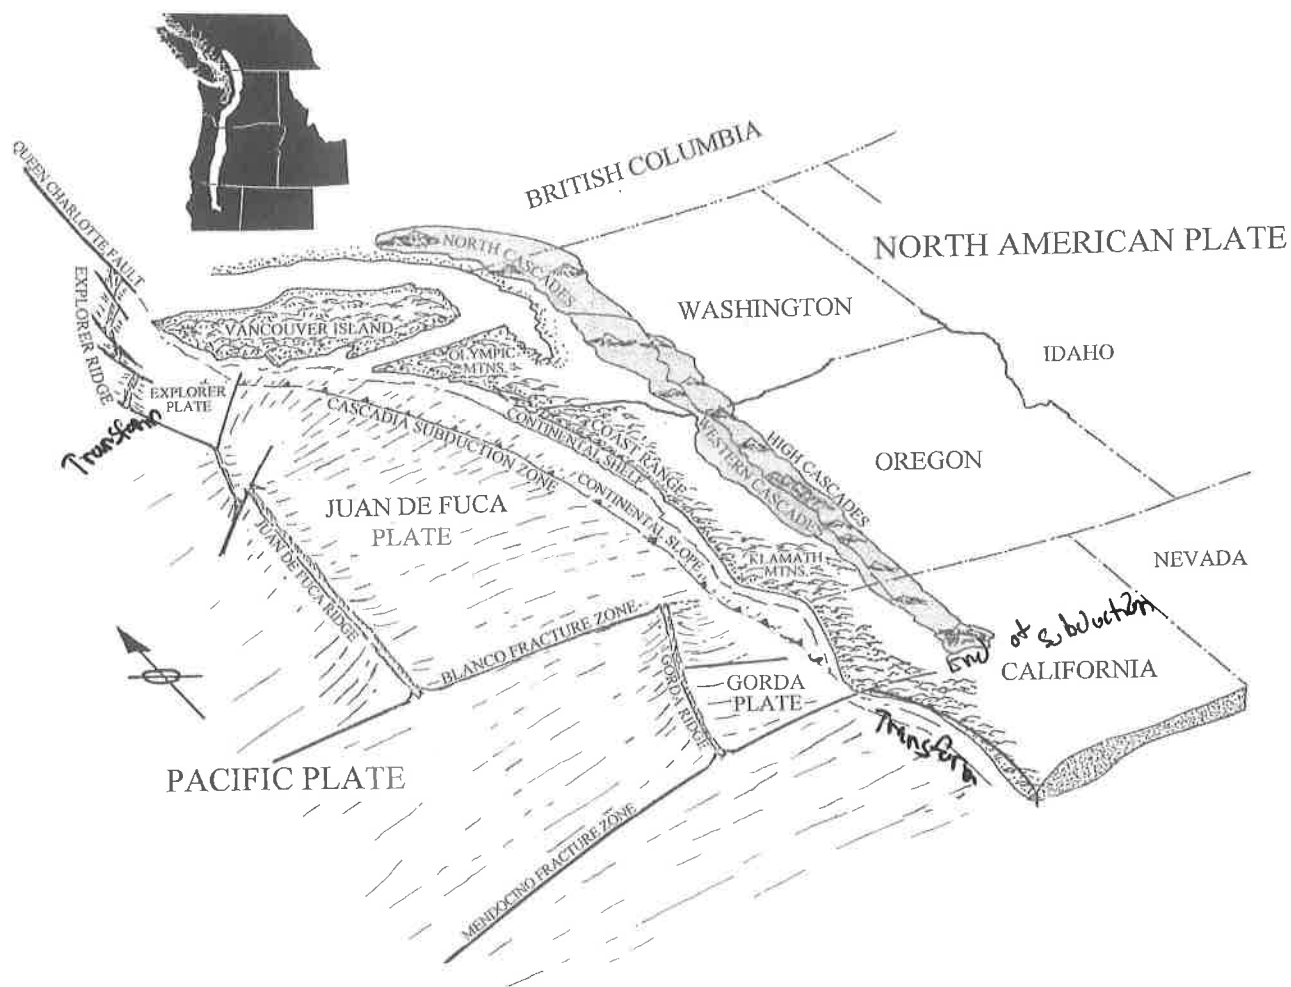 BRITISH COLUMBIA
QUEEN CHARLOTTE FAULT
NORTH AMERICAN PLATE
NORTH CASCADES
EXPLORER RIDGE
WASHINGTON
VANCOUVER ISLAND
OLYMPIC
MTNS.
IDAHO
EXPLORER
PLATE
Transform
CASCADIA SUBDUCTION ZONE
CONTINENTAL SHELF
COAST RANGE
WESTERN CASCADES
HIGH CASCADES
OREGON
CONTINENTAL SLOPE
JUAN DE FUCA
PLATE
JUAN DE FUCA RIDGE
KLAMATH
MTNS.
NEVADA
BLANCO FRACTURE ZONE
End of subduction
CALIFORNIA
GORDA RIDGE
GORDA
PLATE
Transform
PACIFIC PLATE
MENDOCINO FRACTURE ZONE